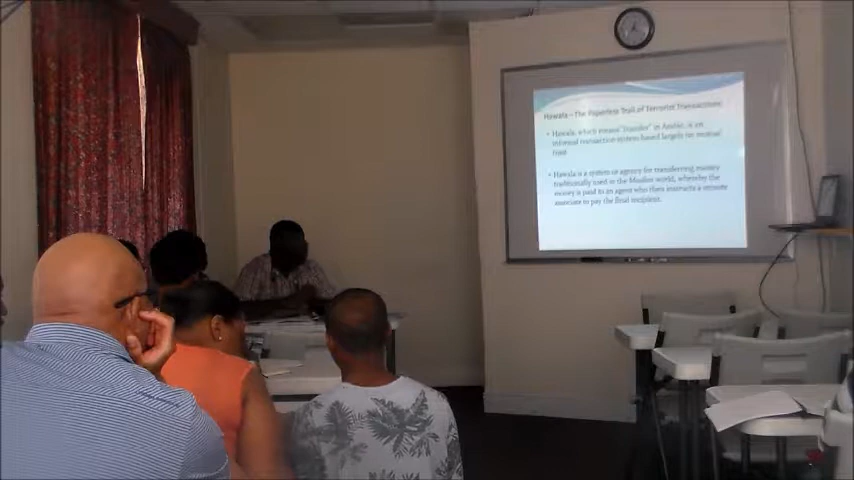 Hawala – The Paperless Trail of Terrorist Transactions
• Hawala, which means "transfer" in Arabic, is an
informal transaction system based largely on mutual
trust
• Hawala is a system or agency for transferring money
traditionally used in the Muslim world, whereby the
money is paid to an agent who then instructs a remote
associate to pay the final recipient.